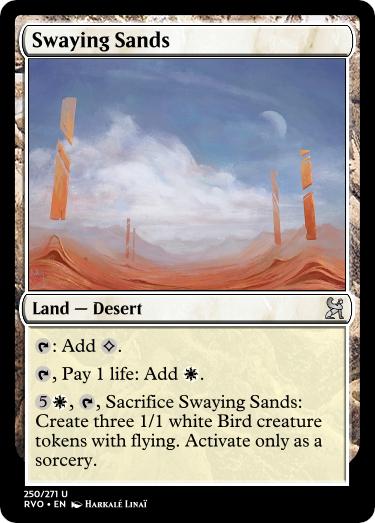 Swaying Sands
Land — Desert
{T}: Add {C}.
{T}, Pay 1 life: Add {W}.
5 {W}, {T}, Sacrifice Swaying Sands:
Create three 1/1 white Bird creature
tokens with flying. Activate only as a
sorcery.
250/271 U
RVO • EN Harkalé Linaï